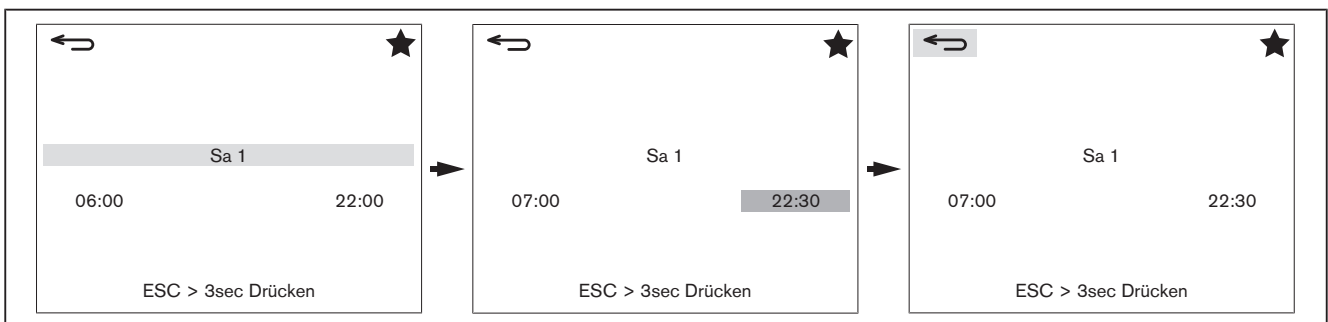 Sa 1
06:00 22:00
ESC > 3sec Drücken
Sa 1
07:00 22:30
ESC > 3sec Drücken
Sa 1
07:00 22:30
ESC > 3sec Drücken